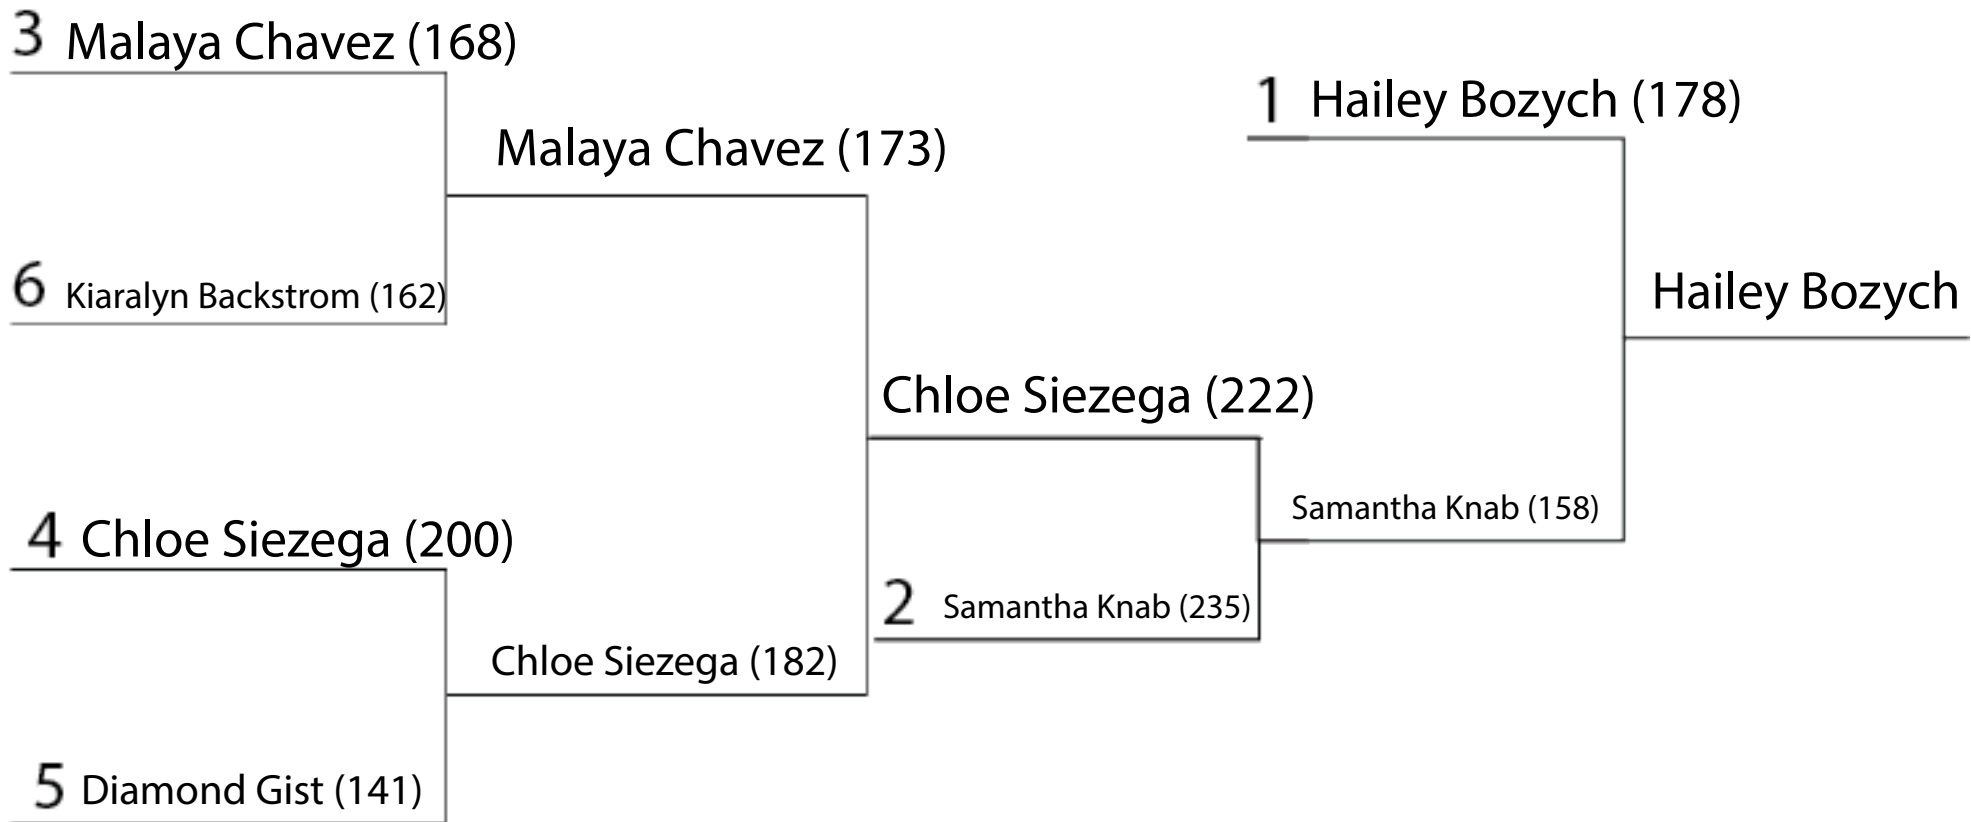 3 Malaya Chavez (168)
1 Hailey Bozych (178)
Malaya Chavez (173)
6 Kiaralyn Backstrom (162)
Hailey Bozych
Chloe Siezega (222)
4 Chloe Siezega (200)
Samantha Knab (158)
2 Samantha Knab (235)
Chloe Siezega (182)
5 Diamond Gist (141)